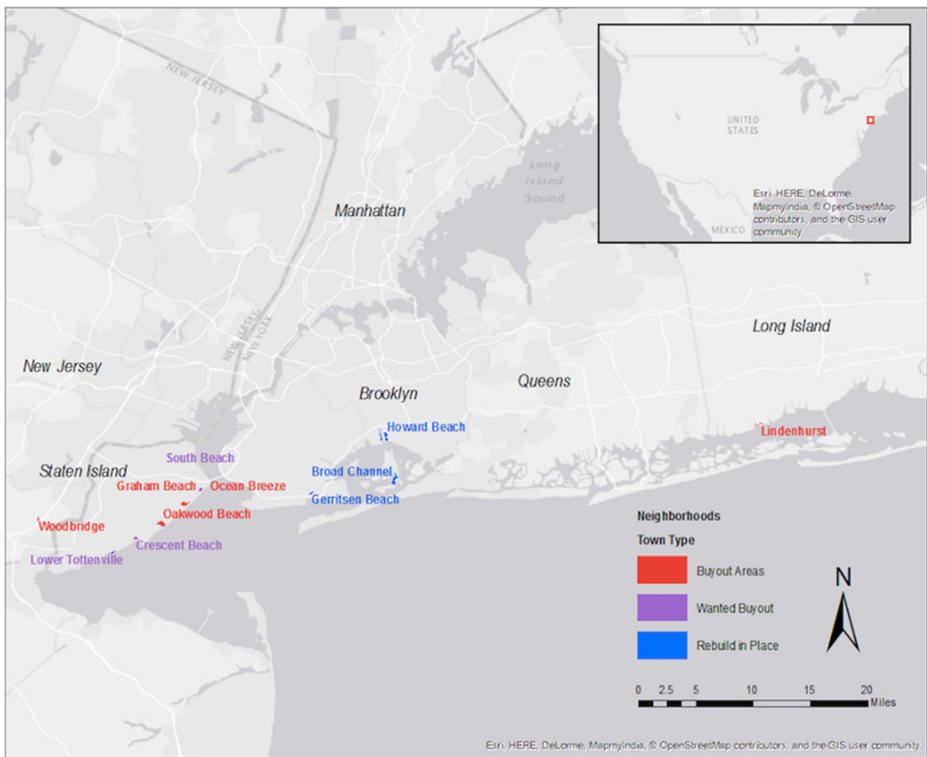 NEW JERSEY
Long
Island
Sound
Manhattan
UNITED
STATES
MÉXICO
Esri, HERE, DeLorme,
MapmyIndia, © OpenStreetMap
contributors, and the GIS user
community
NEW JERSEY
NEW YORK
Long Island
New Jersey
Queens
Brooklyn
Howard Beach
Lindenhurst
South Beach
Staten Island
Broad Channel
Graham Beach
Ocean Breeze
Gerritsen Beach
Oakwood Beach
Woodbridge
Crescent Beach
Lower Tottenville
Neighborhoods
Town Type
Buyout Areas
Wanted Buyout
Rebuild in Place
N
0 2.5 5 10 15 20
Miles
Esri, HERE, DeLorme, MapmyIndia, © OpenStreetMap contributors, and the GIS user community